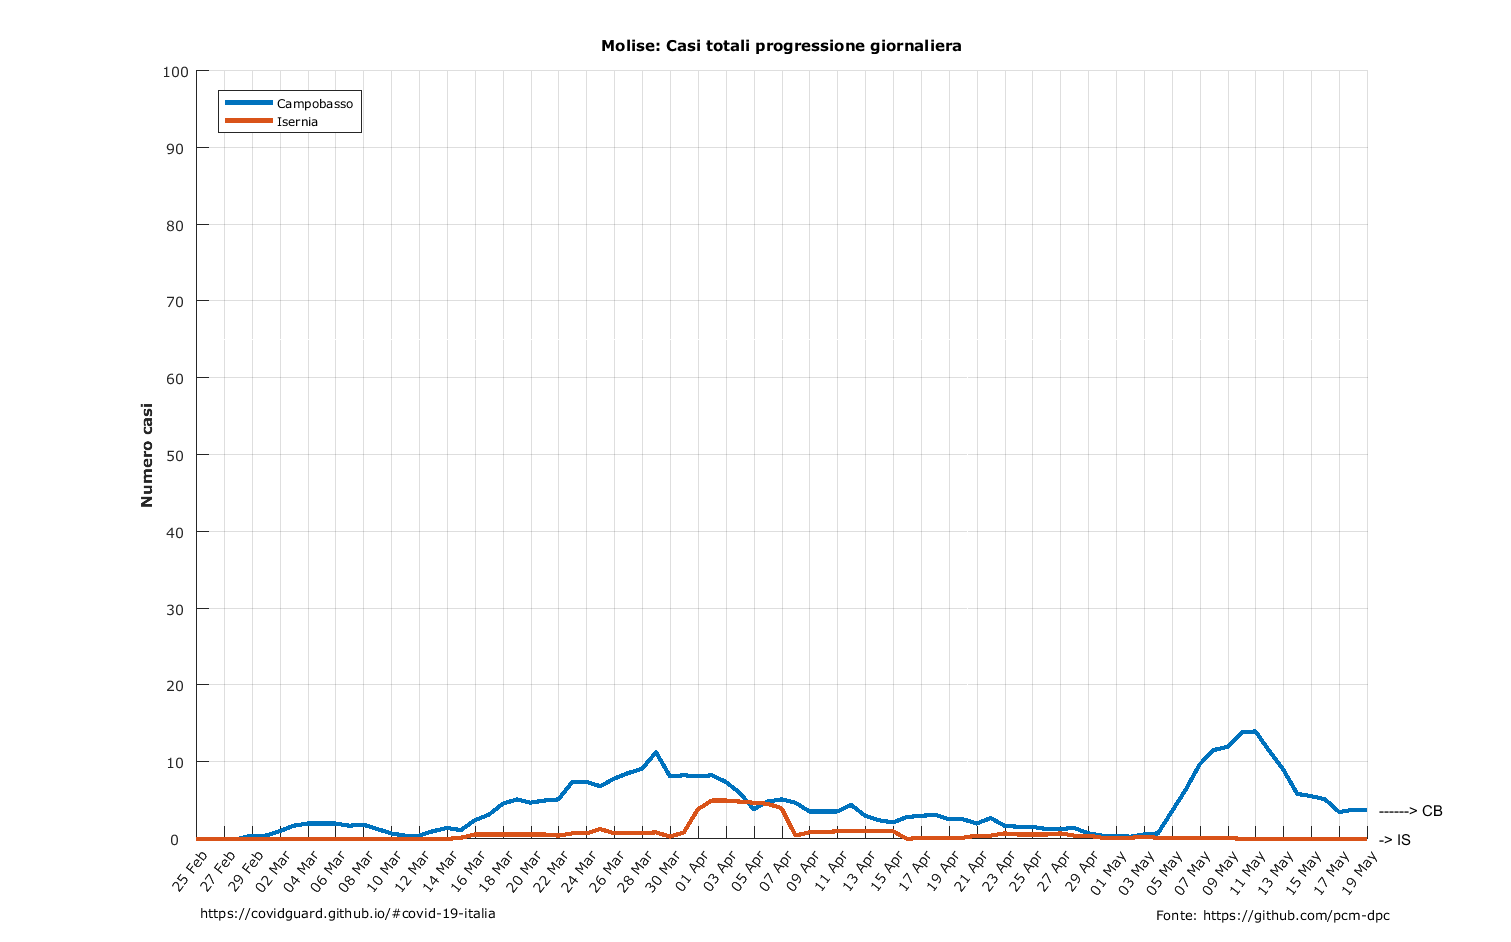 Molise: Casi totali progressione giornaliera
Campobasso
Isernia
Numero casi
100
90
80
70
60
50
40
30
20
10
0
25 Feb
27 Feb
29 Feb
02 Mar
04 Mar
06 Mar
08 Mar
10 Mar
12 Mar
14 Mar
16 Mar
18 Mar
20 Mar
22 Mar
24 Mar
26 Mar
28 Mar
30 Mar
01 Apr
03 Apr
05 Apr
07 Apr
09 Apr
11 Apr
13 Apr
15 Apr
17 Apr
19 Apr
21 Apr
23 Apr
25 Apr
27 Apr
29 Apr
01 May
03 May
05 May
07 May
09 May
11 May
13 May
15 May
17 May
19 May
------> CB
-> IS
https://covidguard.github.io/#covid-19-italia
Fonte: https://github.com/pcm-dpc